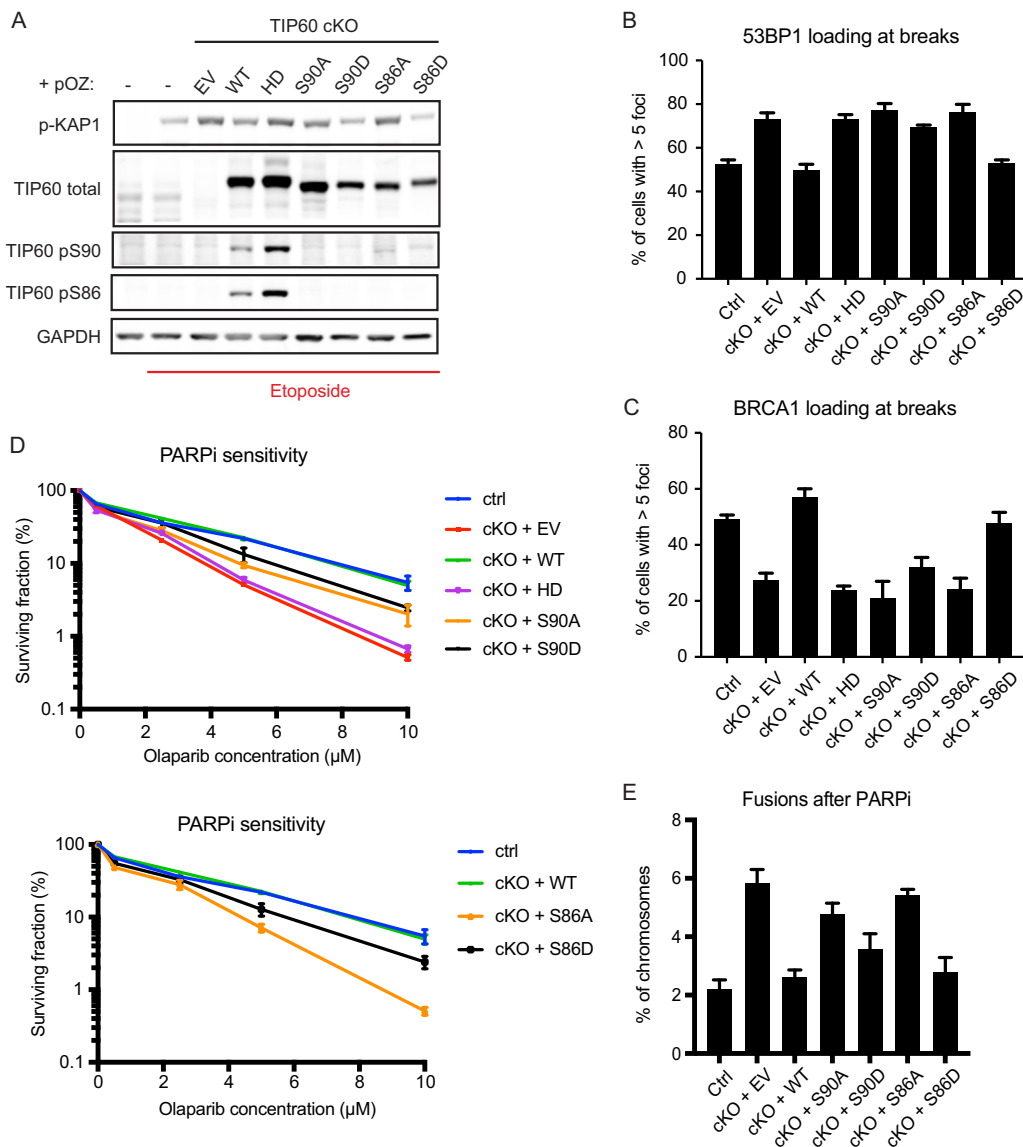 A
TIP60 cKO
+ pOZ: - - EV WT HD S90A S90D S86A S86D
p-KAP1
TIP60 total
TIP60 pS90
TIP60 pS86
GAPDH
Etoposide
B
53BP1 loading at breaks
% of cells with > 5 foci
100
80
60
40
20
0
Ctrl
cKO + EV
cKO + WT
cKO + HD
cKO + S90A
cKO + S90D
cKO + S86A
cKO + S86D
C
BRCA1 loading at breaks
% of cells with > 5 foci
80
60
40
20
0
Ctrl
cKO + EV
cKO + WT
cKO + HD
cKO + S90A
cKO + S90D
cKO + S86A
cKO + S86D
D
PARPi sensitivity
Surviving fraction (%)
100
10
1
0.1
0 2 4 6 8 10
Olaparib concentration (µM)
ctrl
cKO + EV
cKO + WT
cKO + HD
cKO + S90A
cKO + S90D
PARPi sensitivity
Surviving fraction (%)
100
10
1
0.1
0 2 4 6 8 10
Olaparib concentration (µM)
ctrl
cKO + WT
cKO + S86A
cKO + S86D
E
Fusions after PARPi
% of chromosomes
8
6
4
2
0
Ctrl
cKO + EV
cKO + WT
cKO + S90A
cKO + S90D
cKO + S86A
cKO + S86D